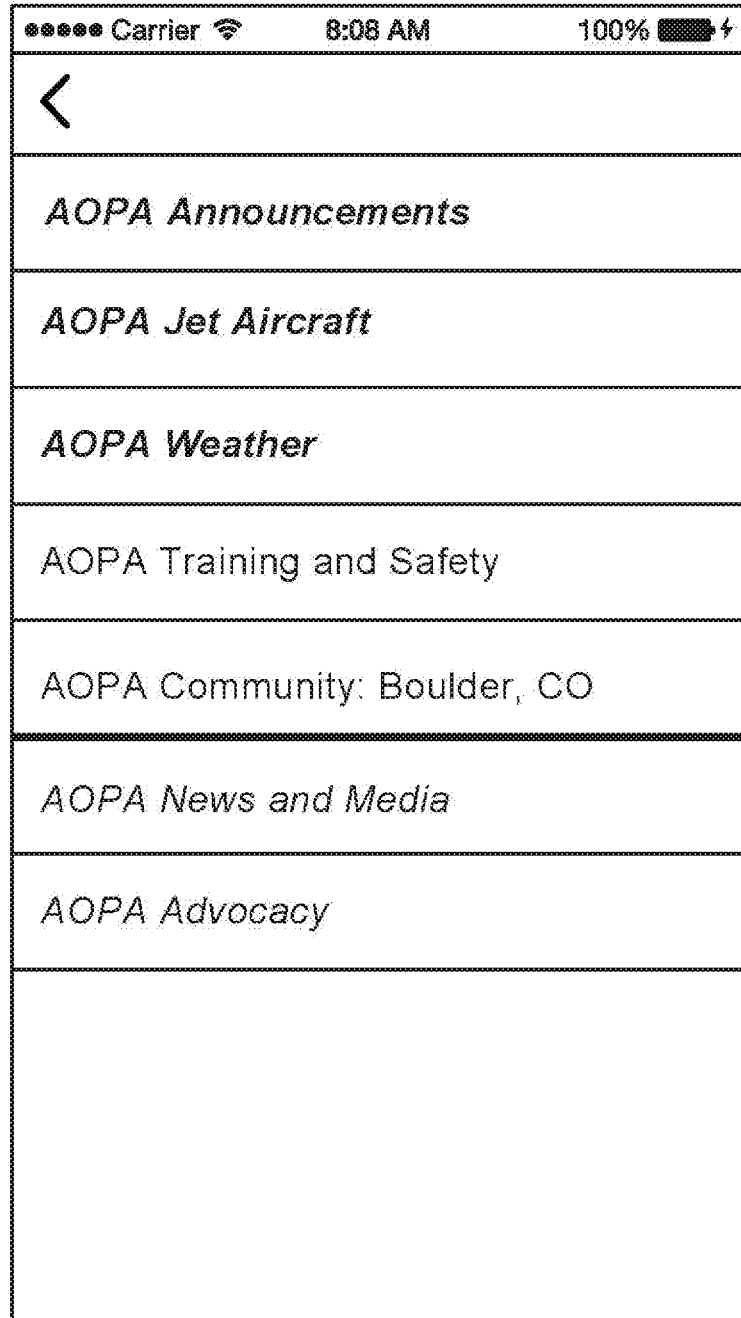 Carrier 8:08 AM 100%
AOPA Announcements
AOPA Jet Aircraft
AOPA Weather
AOPA Training and Safety
AOPA Community: Boulder, CO
AOPA News and Media
AOPA Advocacy